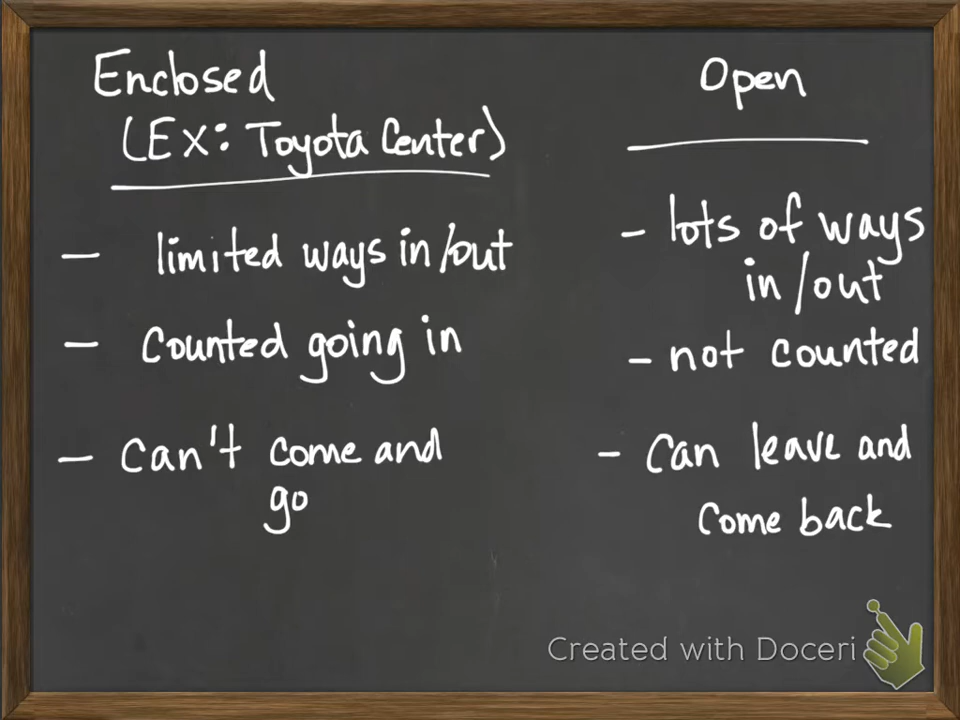 Enclosed
(Ex: Toyota Center)
— limited ways in/out
— Counted going in
— Can't come and
go
Open
- lots of ways
in/out
- not counted
- Can leave and
Come back
Created with Doceri